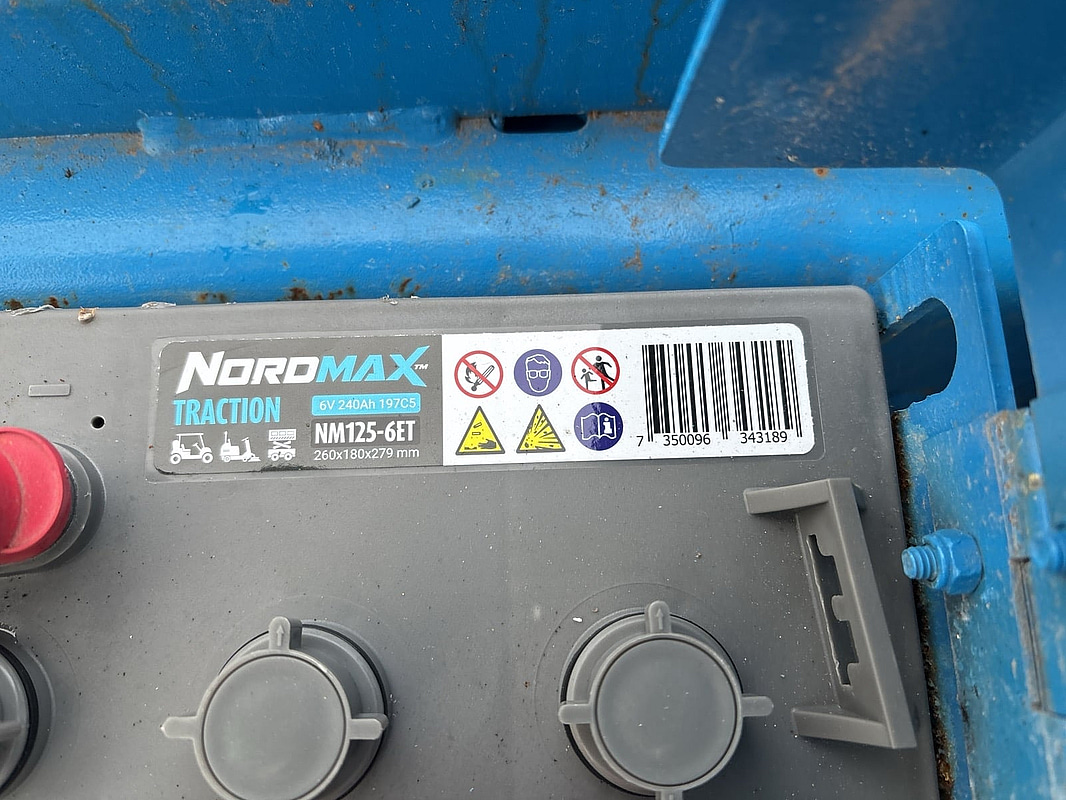 NORDMAX™
TRACTION
6V 240Ah 197C5
NM125-6ET
260x180x279 mm
7 350096 343189